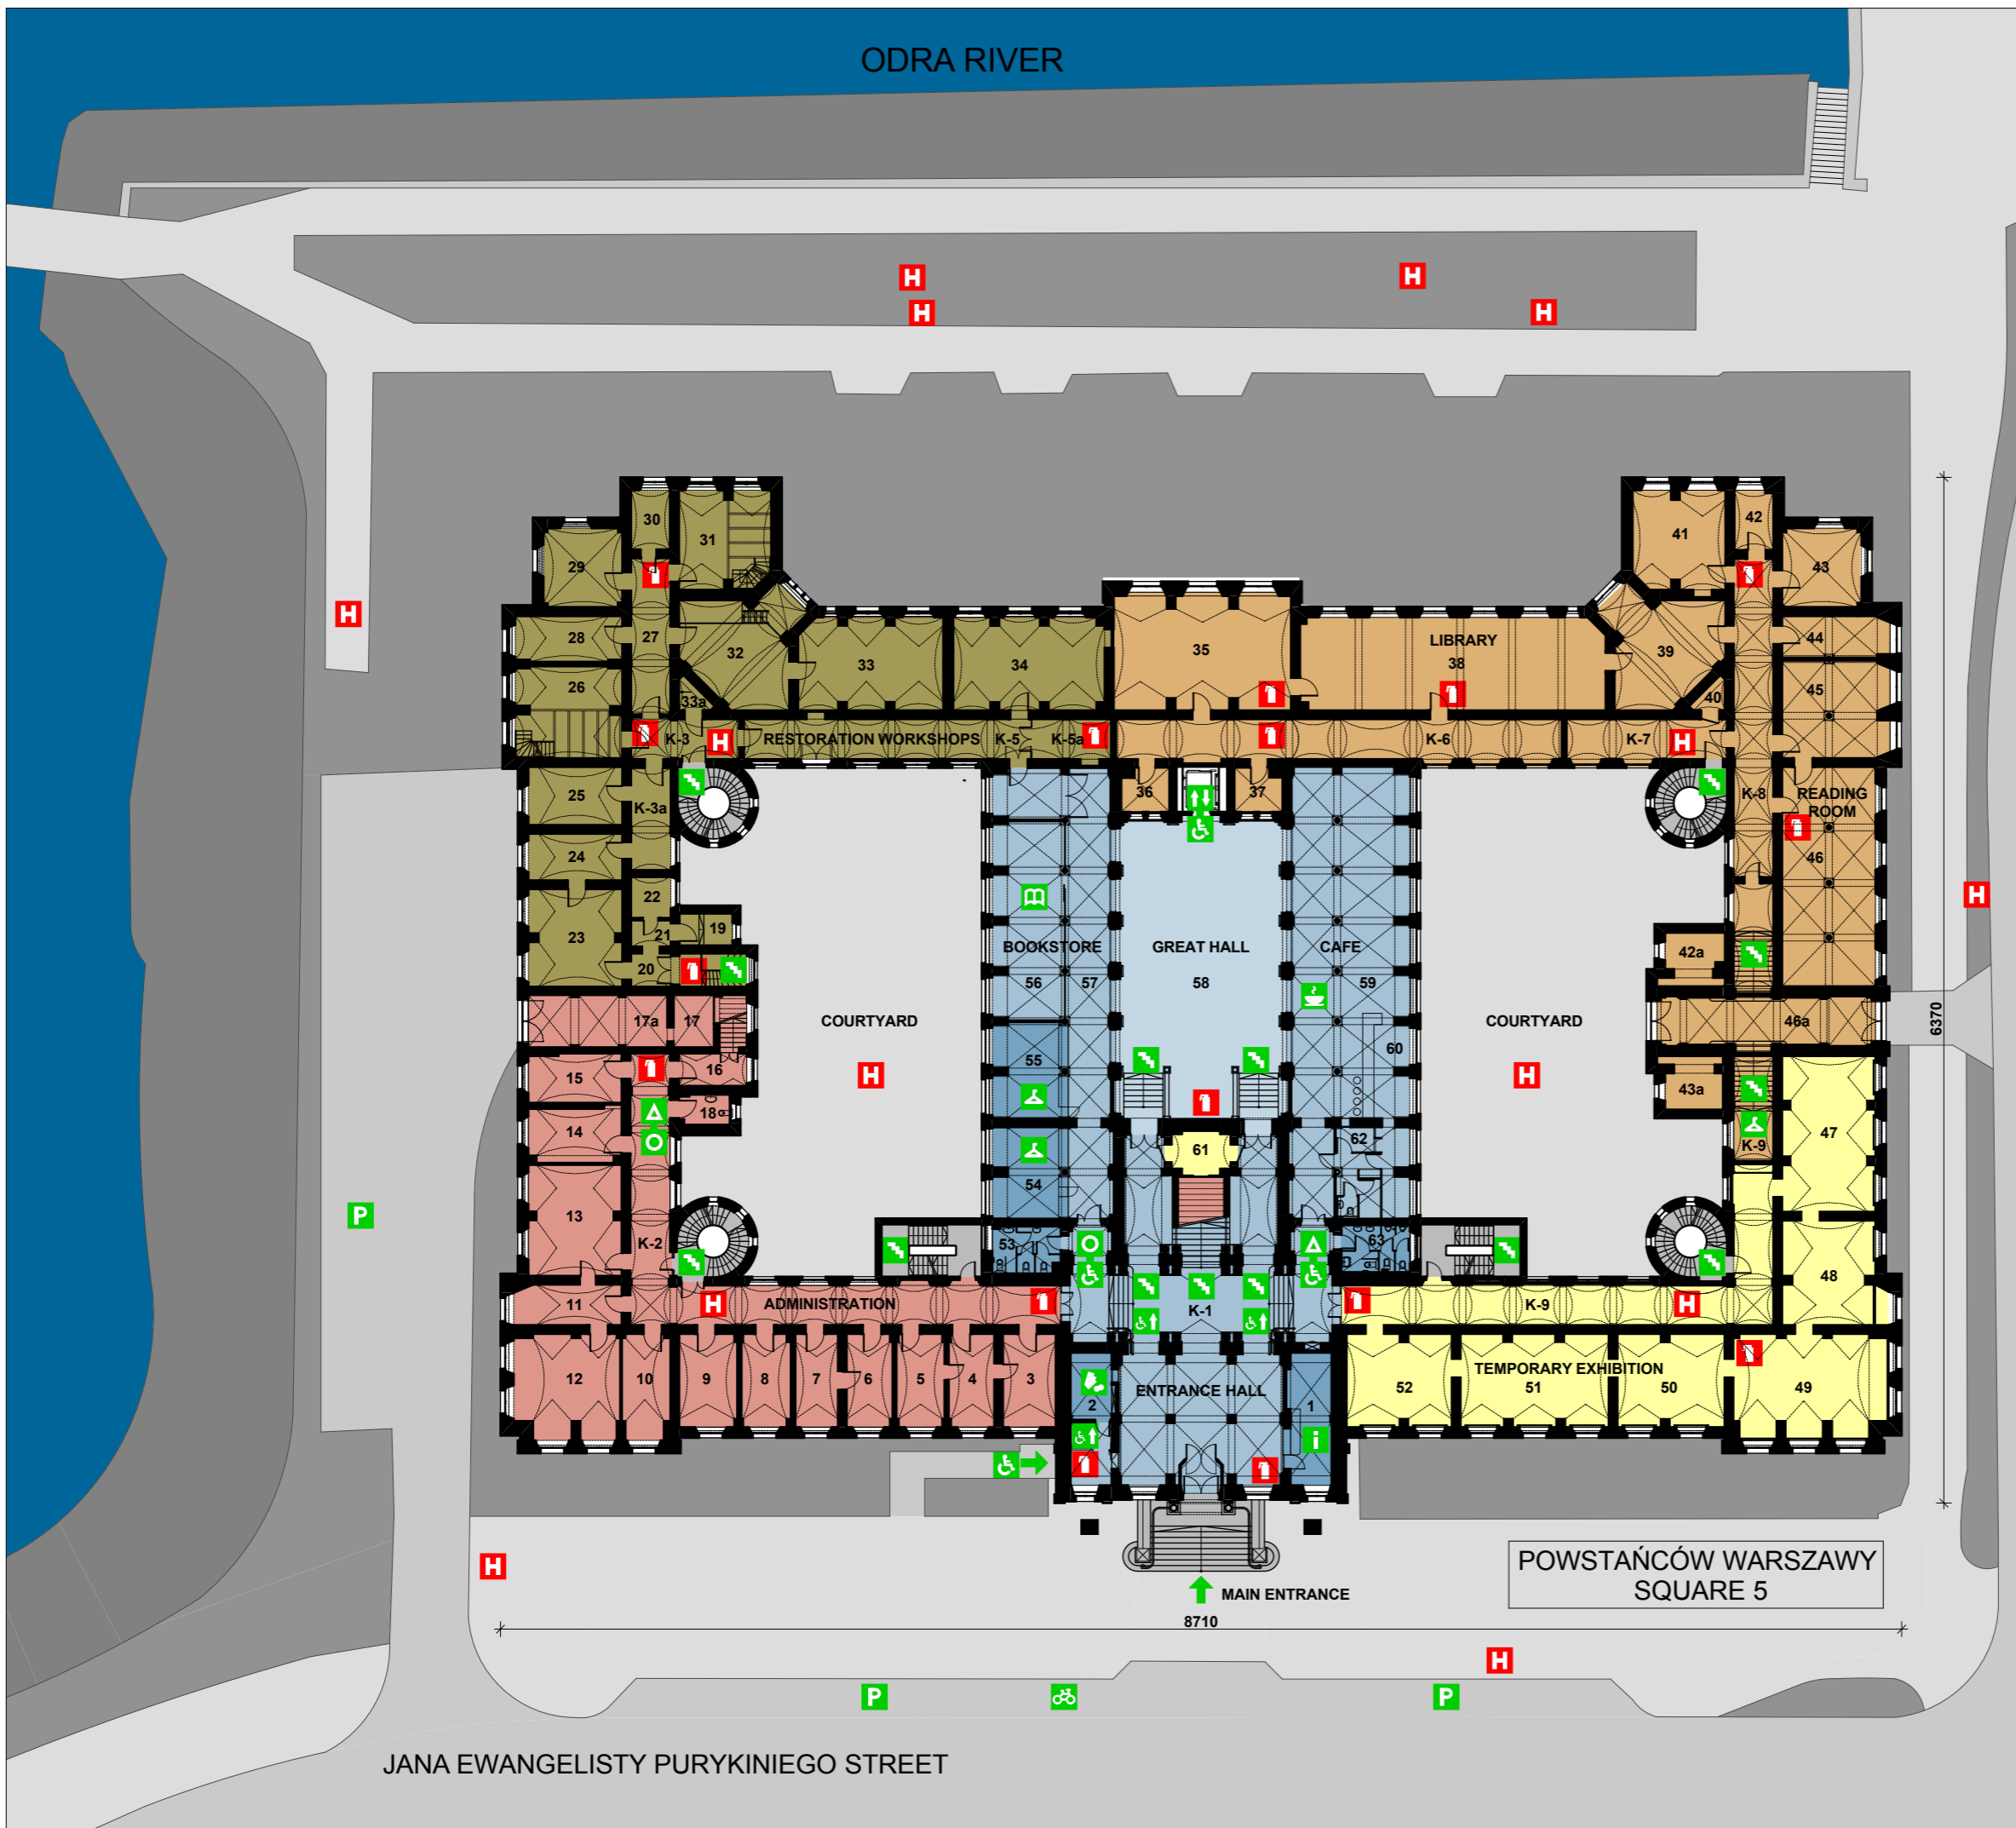 ODRA RIVER
H
H
H
H
H
30
31
29
28
27
26
32
33
34
33a
K-3
H
RESTORATION WORKSHOPS
K-5
K-5a
35
LIBRARY
38
K-6
K-7
H
39
40
41
42
43
44
45
25
K-3a
24
22
23
21
19
20
36
37
K-8
READING
ROOM
46
H
BOOKSTORE
56
57
GREAT HALL
58
CAFE
59
60
42a
17a
17
COURTYARD
H
COURTYARD
H
46a
6370
15
16
18
14
13
K-2
55
54
53
61
62
63
43a
K-9
47
48
P
11
H
ADMINISTRATION
K-1
K-9
H
12
10
9
8
7
6
5
4
3
2
ENTRANCE HALL
1
i
TEMPORARY EXHIBITION
52
51
50
49
H
MAIN ENTRANCE
8710
POWSTAŃCÓW WARSZAWY
SQUARE 5
H
P
P
JANA EWANGELISTY PURYKINIEGO STREET